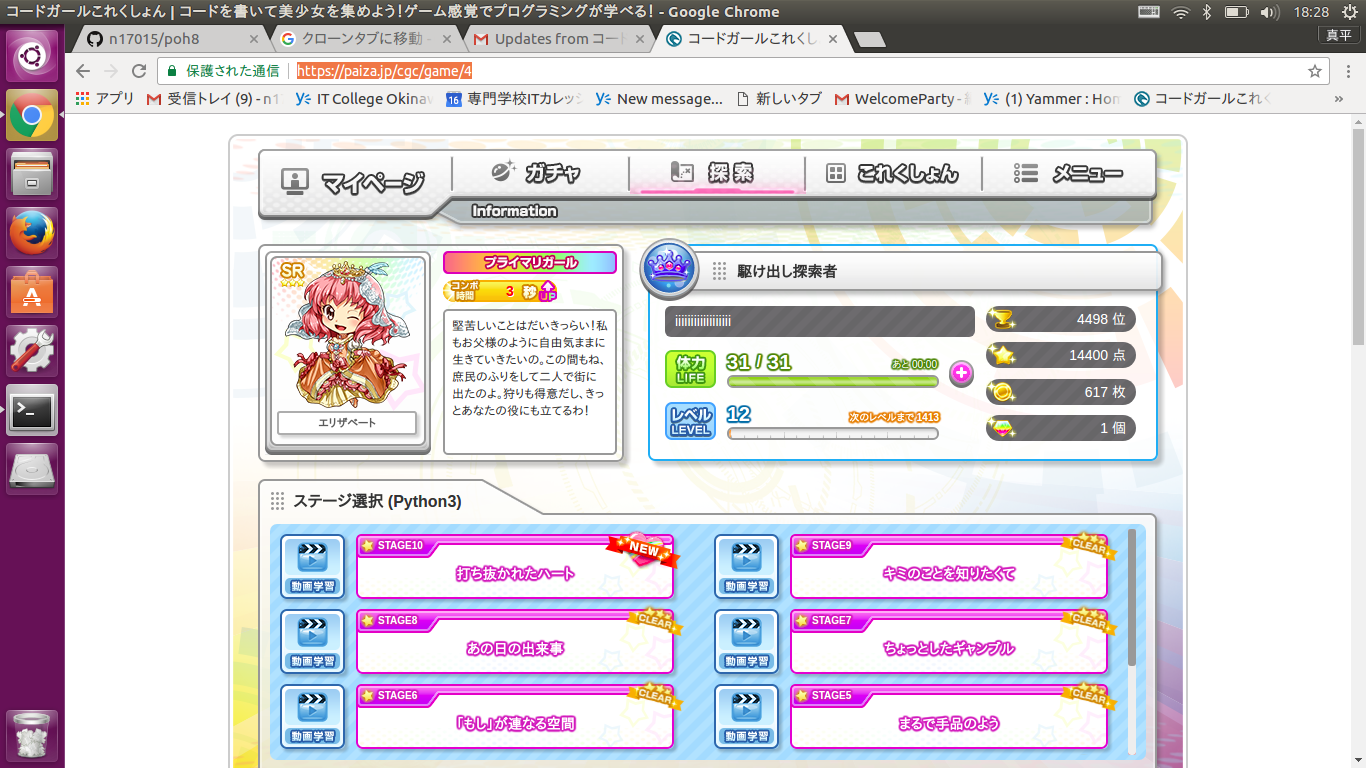 コードガールこれくしょん | コードを書いて美少女を集めよう！ゲーム感覚でプログラミングが学べる！ - Google Chrome
18:28
真平
n17015/poh8
クローンタブに移動 -
Updates from コー
コードガールこれくし
保護された通信
https://paiza.jp/cgc/game/4
アプリ
受信トレイ (9) - n1
IT College Okinaw
16
専門学校ITカレッジ
New message...
新しいタブ
WelcomeParty -
(1) Yammer : Hom
コードガールこれく
»
マイページ
ガチャ
探索
これくしょん
メニュー
Information
SR
エリザベート
プライマリガール
コンボ時間 3 秒 UP
堅苦しいことはだいきらい！私
もお父様のように自由気ままに
生きていきたいの。この間もね、
庶民のふりをして二人で街に
出たのよ。狩りも得意だし、きっ
とあなたの役にも立てるわ！
駆け出し探索者
iiiiiiiiiiiiiiiiiii
4498 位
体力 LIFE
31 / 31
あと 00:00
14400 点
617 枚
レベル LEVEL
12
次のレベルまで 1413
1 個
ステージ選択 (Python3)
動画学習
STAGE10
NEW
打ち抜かれたハート
動画学習
STAGE9
CLEAR
キミのことを知りたくて
動画学習
STAGE8
CLEAR
あの日の出来事
動画学習
STAGE7
CLEAR
ちょっとしたギャンブル
動画学習
STAGE6
CLEAR
「もし」が連なる空間
動画学習
STAGE5
CLEAR
まるで手品のよう